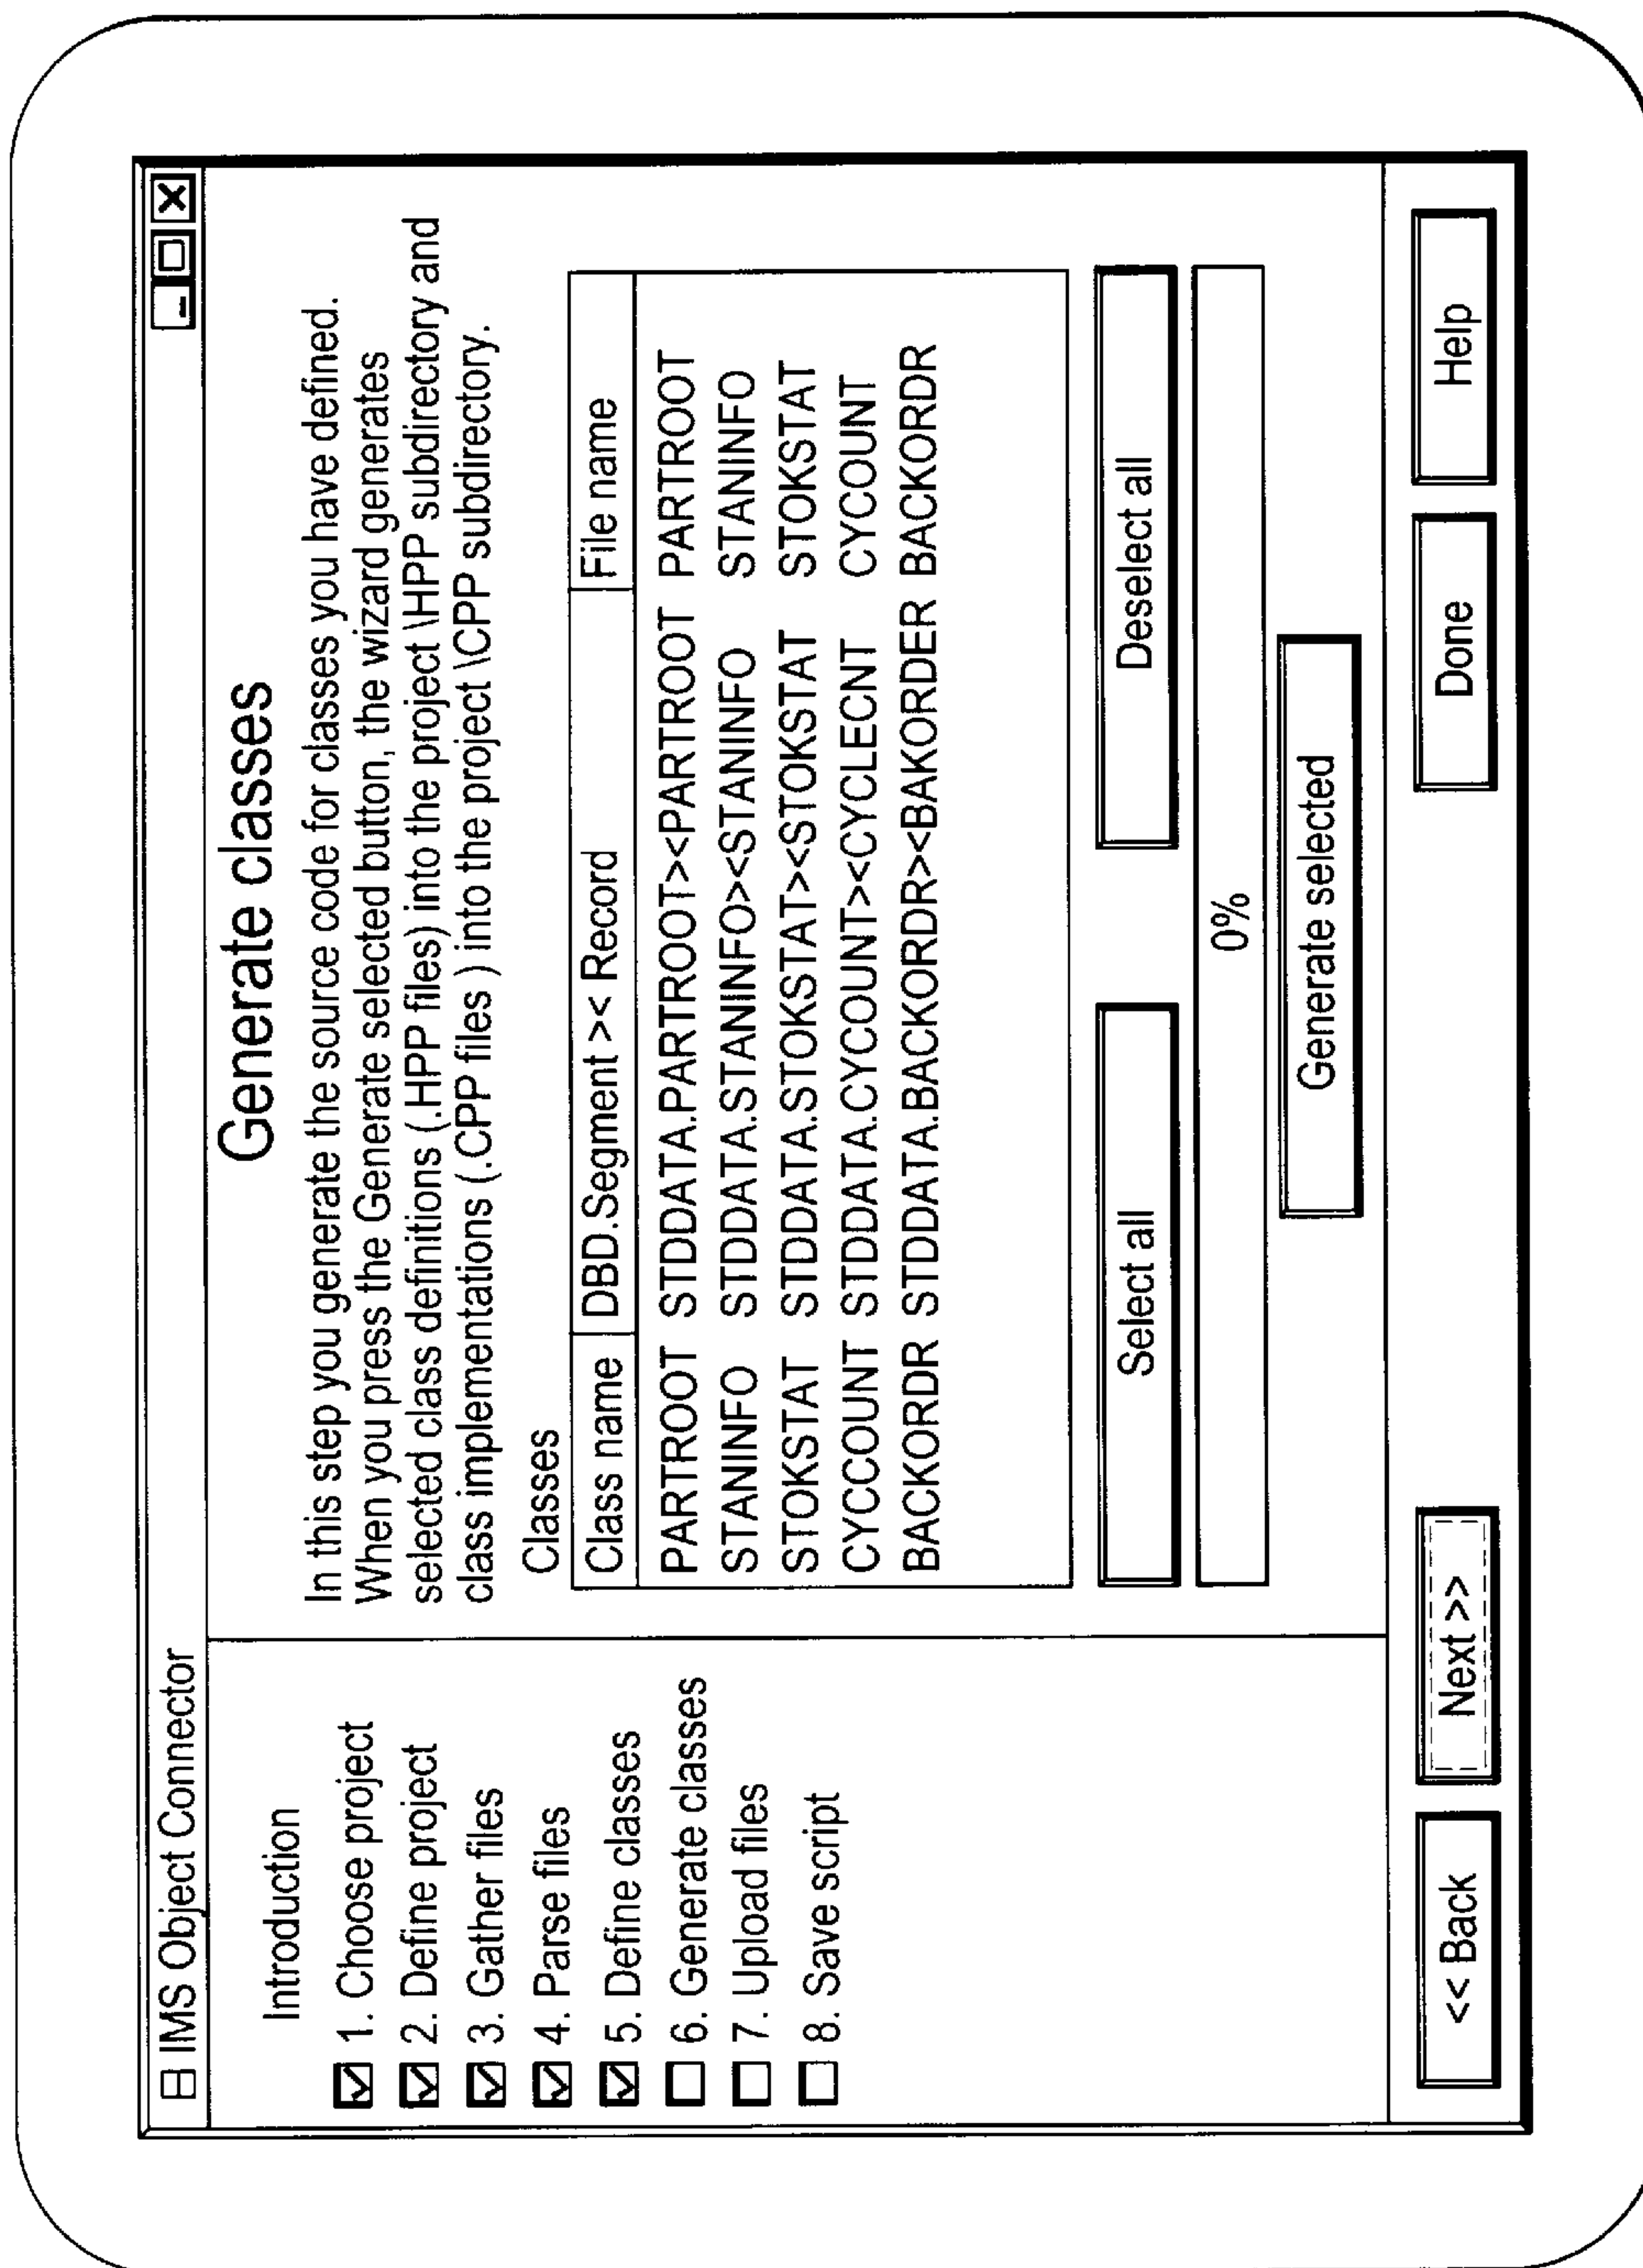 IMS Object Connector
Introduction
1. Choose project
2. Define project
3. Gather files
4. Parse files
5. Define classes
6. Generate classes
7. Upload files
8. Save script
Generate classes
In this step you generate the source code for classes you have defined.
When you press the Generate selected button, the wizard generates
selected class definitions (.HPP files) into the project \HPP subdirectory and
class implementations (.CPP files ) into the project \CPP subdirectory.
Classes
Class name DBD.Segment >< Record File name
PARTROOT STDDATA.PARTROOT><PARTROOT PARTROOT
STANINFO STDDATA.STANINFO><STANINFO STANINFO
STOKSTAT STDDATA.STOKSTAT><STOKSTAT STOKSTAT
CYCCOUNT STDDATA.CYCOUNT><CYCLECNT CYCOUNT
BACKORDR STDDATA.BACKORDR><BAKORDER BACKORDR
Select all Deselect all
0%
Generate selected
<< Back Next >> Done Help